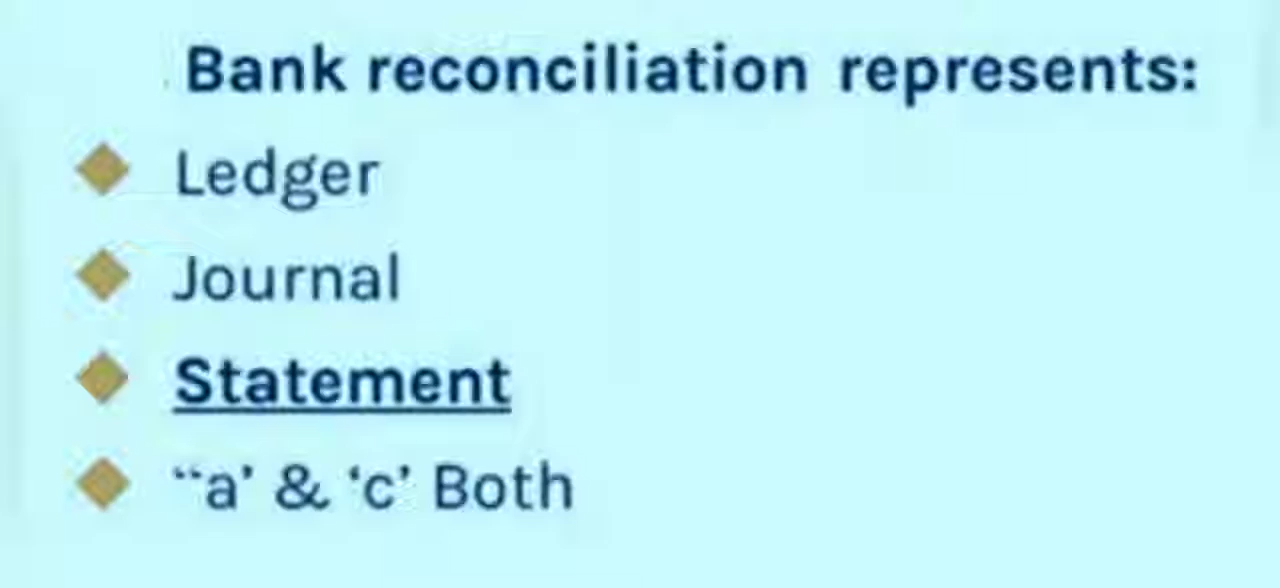 Bank reconciliation represents:
Ledger
Journal
Statement
``a' & 'c' Both